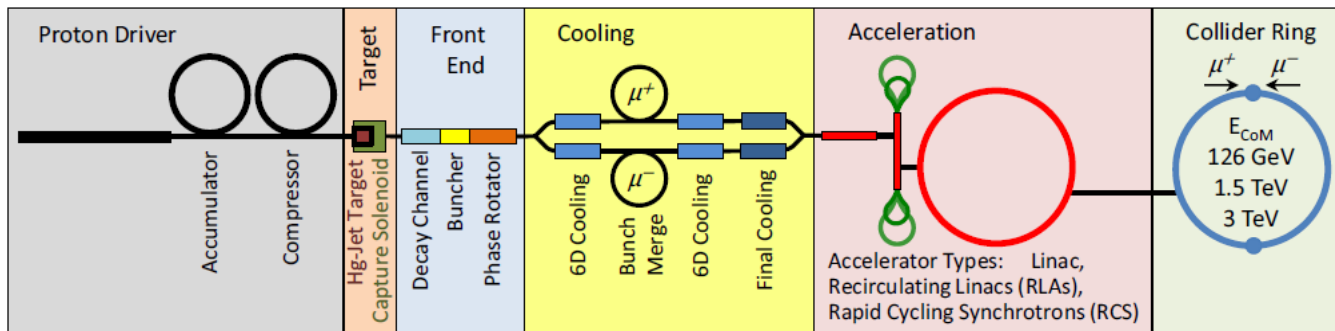 Proton Driver
Accumulator
Compressor
Target
Hg-Jet Target
Capture Solenoid
Front
End
Decay Channel
Buncher
Phase Rotator
Cooling
μ⁺
μ⁻
6D Cooling
Bunch
Merge
6D Cooling
Final Cooling
Acceleration
Accelerator Types: Linac,
Recirculating Linacs (RLAs),
Rapid Cycling Synchrotrons (RCS)
Collider Ring
μ⁺ μ⁻
E_CoM
126 GeV
1.5 TeV
3 TeV